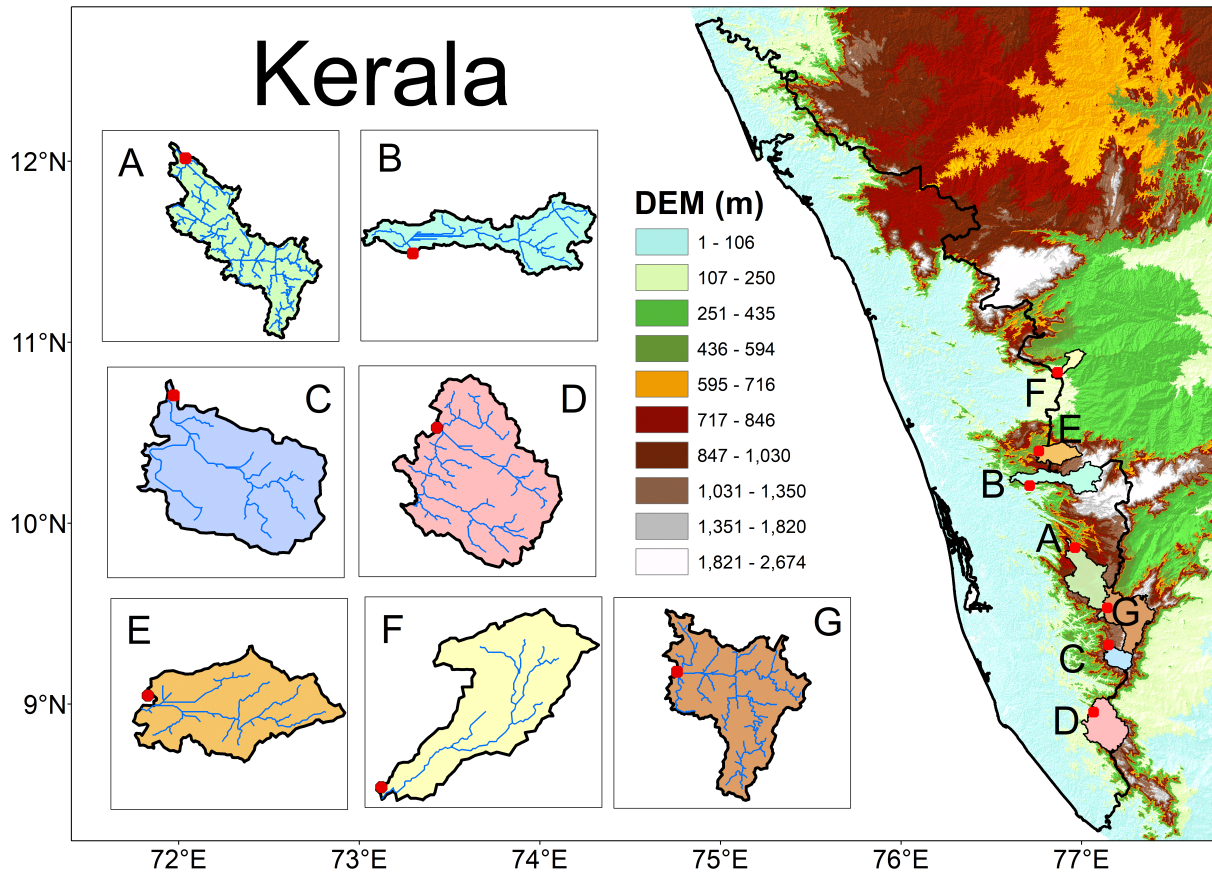 Kerala
A
B
C
D
E
F
G
DEM (m)
1 - 106
107 - 250
251 - 435
436 - 594
595 - 716
717 - 846
847 - 1,030
1,031 - 1,350
1,351 - 1,820
1,821 - 2,674
F
E
B
A
G
C
D
12°N
11°N
10°N
9°N
72°E
73°E
74°E
75°E
76°E
77°E